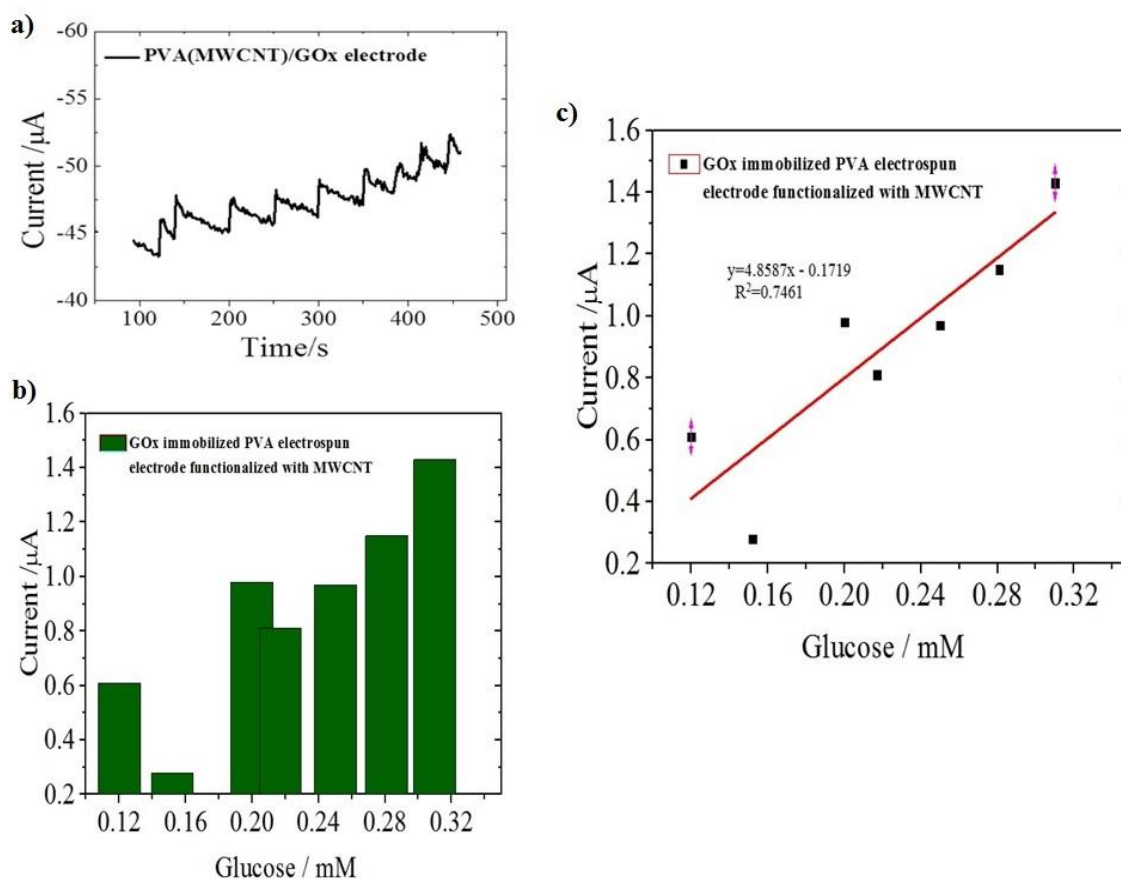 a)
-60
-55
-50
-45
-40
Current /μA
PVA(MWCNT)/GOx electrode
100
200
300
400
500
Time/s
b)
1.6
1.4
1.2
1.0
0.8
0.6
0.4
0.2
Current /μA
GOx immobilized PVA electrospun
electrode functionalized with MWCNT
0.12
0.16
0.20
0.24
0.28
0.32
Glucose / mM
c)
1.6
1.4
1.2
1.0
0.8
0.6
0.4
0.2
Current /μA
GOx immobilized PVA electrospun
electrode functionalized with MWCNT
y=4.8587x - 0.1719
R²=0.7461
0.12
0.16
0.20
0.24
0.28
0.32
Glucose / mM